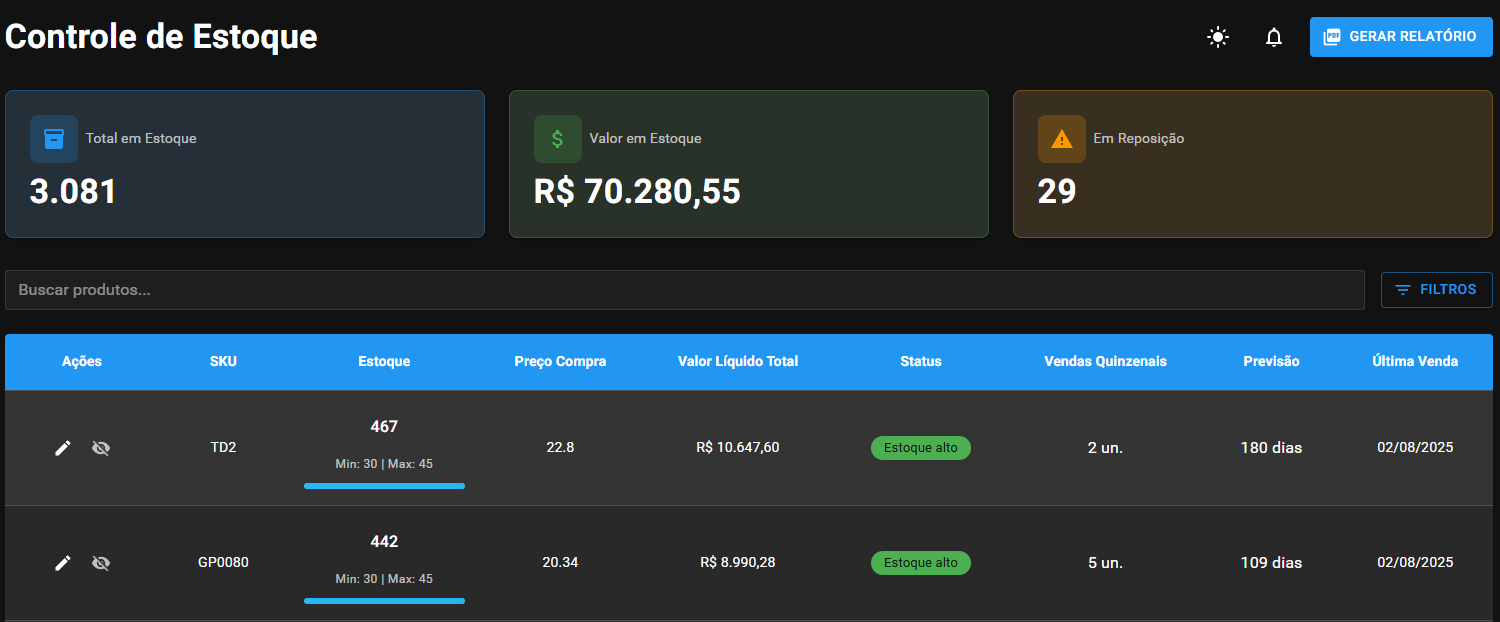 Controle de Estoque
PDF GERAR RELATÓRIO
Total em Estoque
3.081
Valor em Estoque
R$ 70.280,55
Em Reposição
29
Buscar produtos...
FILTROS
Ações SKU Estoque Preço Compra Valor Líquido Total Status Vendas Quinzenais Previsão Última Venda
467
TD2 22.8 R$ 10.647,60 Estoque alto 2 un. 180 dias 02/08/2025
Min: 30 | Max: 45
442
GP0080 20.34 R$ 8.990,28 Estoque alto 5 un. 109 dias 02/08/2025
Min: 30 | Max: 45